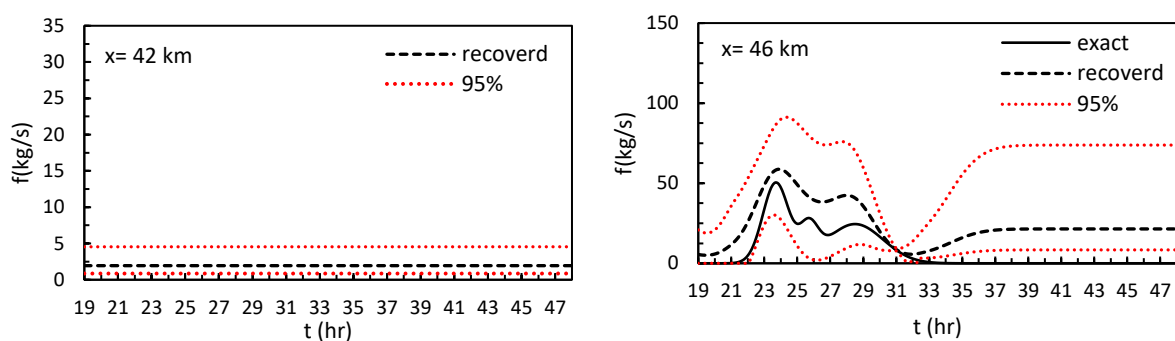 35
30
25
20
15
10
5
0
f(kg/s)
x= 42 km
recoverd
95%
19 21 23 25 27 29 31 33 35 37 39 41 43 45 47
t (hr)
150
100
50
0
f(kg/s)
x= 46 km
exact
recoverd
95%
19 21 23 25 27 29 31 33 35 37 39 41 43 45 47
t (hr)